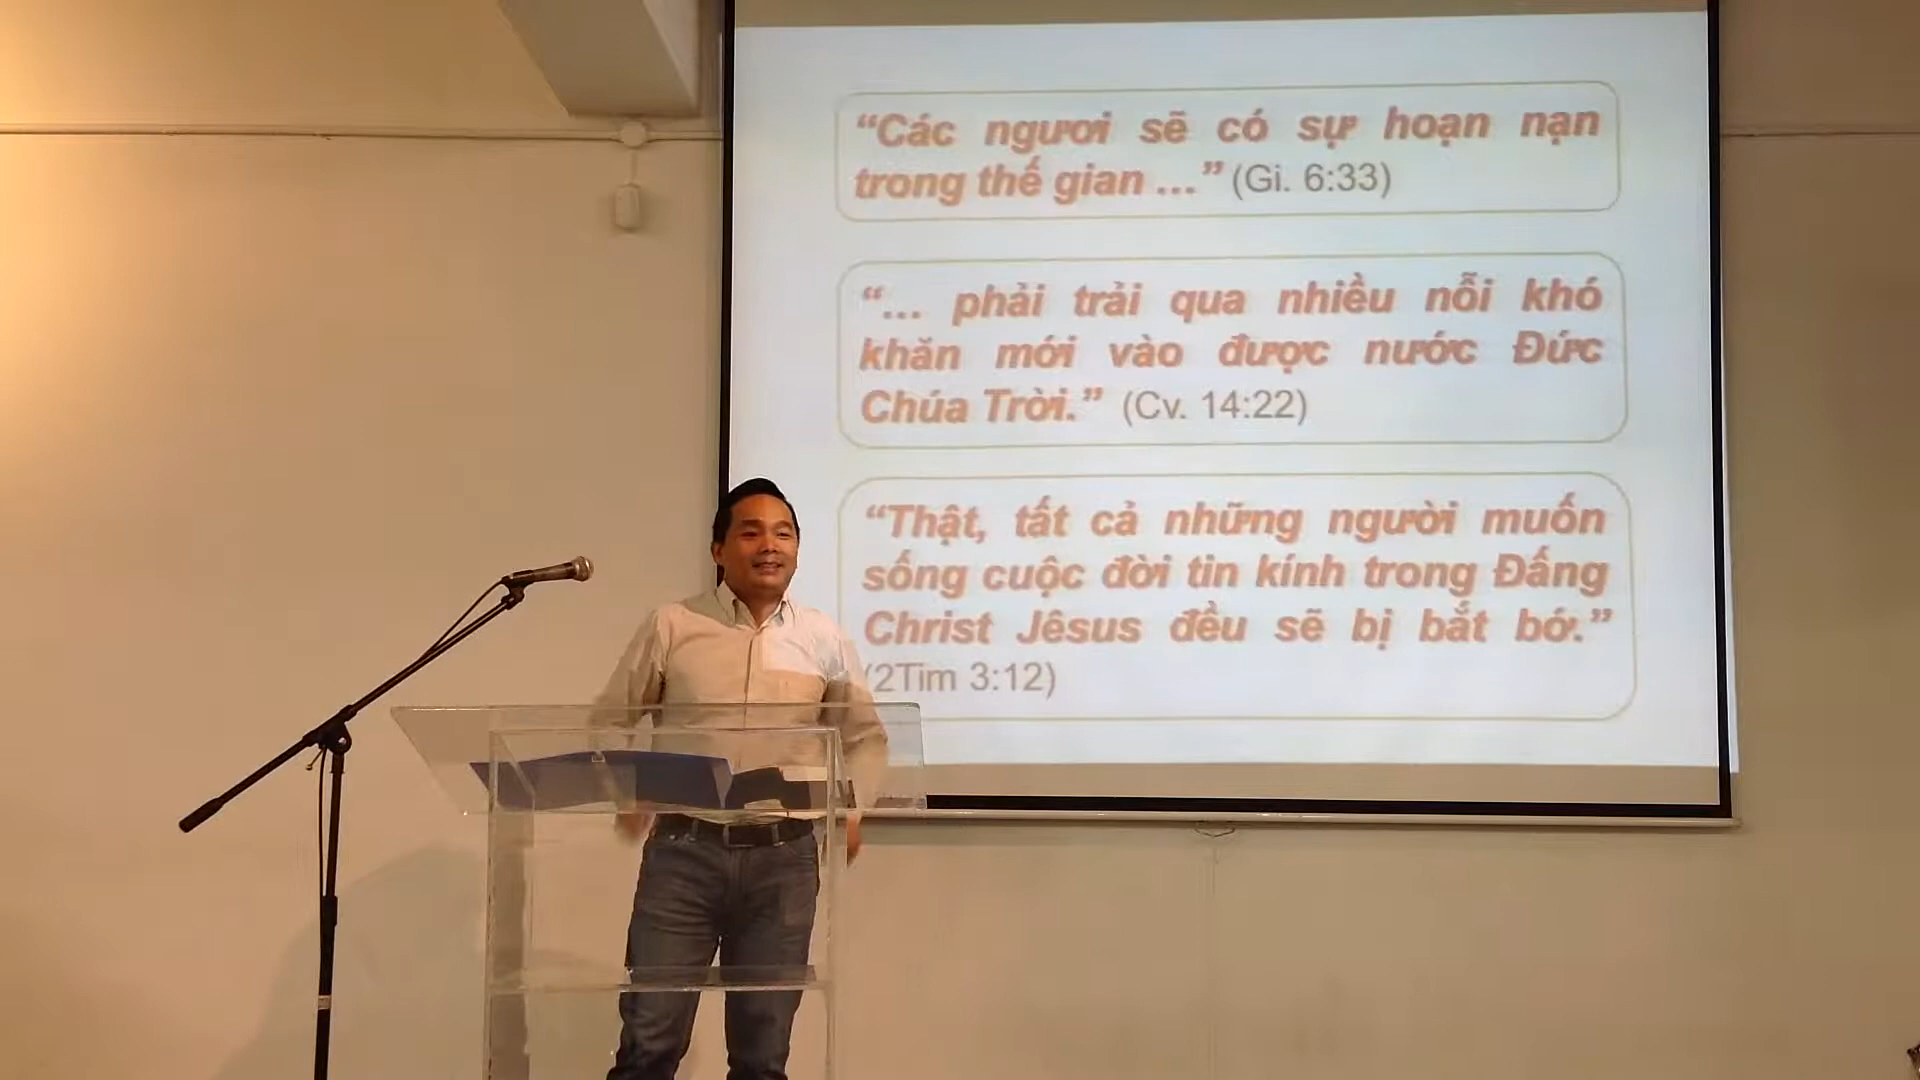 “Các ngươi sẽ có sự hoạn nạn
trong thế gian ...” (Gi. 6:33)
“... phải trải qua nhiều nỗi khó
khăn mới vào được nước Đức
Chúa Trời.” (Cv. 14:22)
“Thật, tất cả những người muốn
sống cuộc đời tin kính trong Đấng
Christ Jêsus đều sẽ bị bắt bớ.”
(2Tim 3:12)